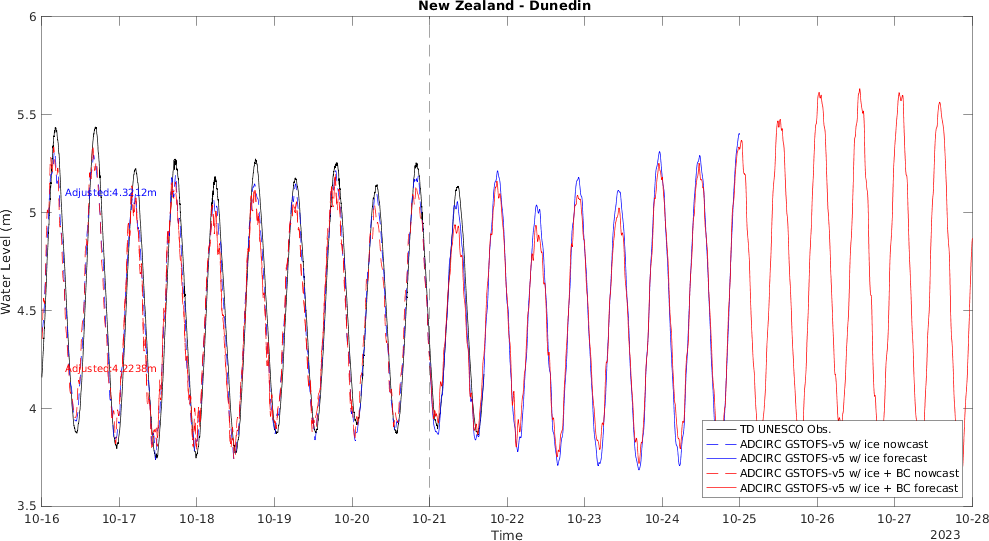 New Zealand - Dunedin
6
5.5
5
4.5
4
3.5
Water Level (m)
Adjusted:4.3212m
Adjusted:4.2238m
TD UNESCO Obs.
ADCIRC GSTOFS-v5 w/ ice nowcast
ADCIRC GSTOFS-v5 w/ ice forecast
ADCIRC GSTOFS-v5 w/ ice + BC nowcast
ADCIRC GSTOFS-v5 w/ ice + BC forecast
10-16 10-17 10-18 10-19 10-20 10-21 10-22 10-23 10-24 10-25 10-26 10-27 10-28
Time
2023